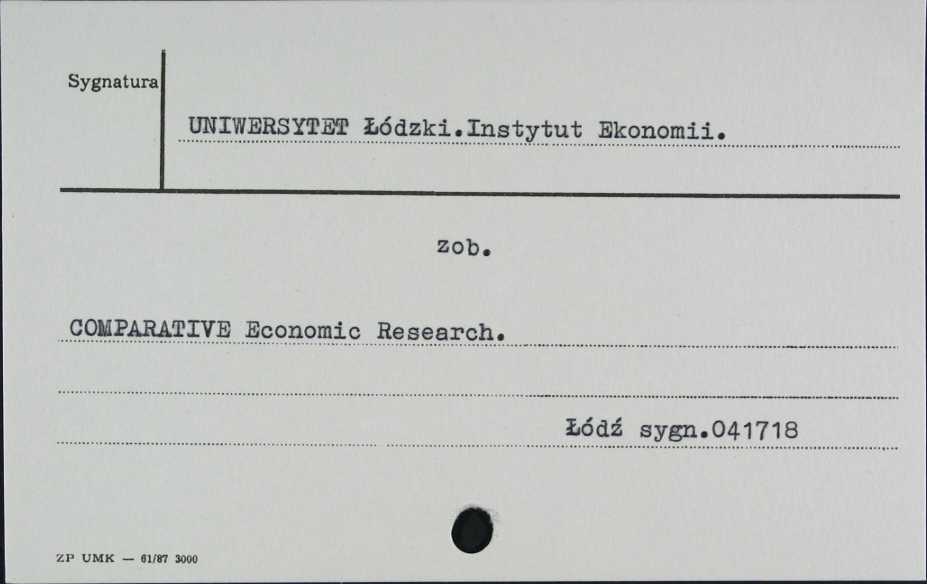 Sygnatura
UNIWERSYTET Łódzki.Instytut Ekonomii.
zob.
COMPARATIVE Economic Research.
Łódź sygn.041718
ZP UMK — 61/87 3000